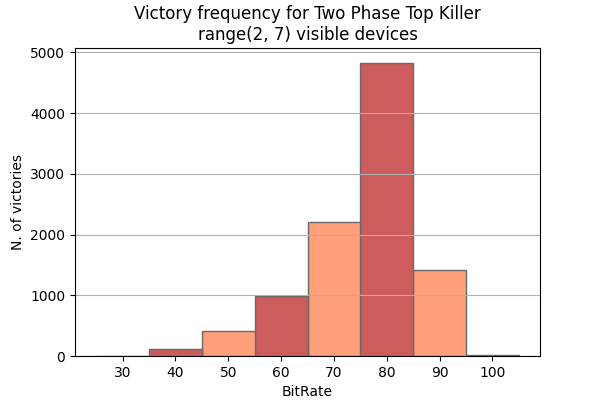 Victory frequency for Two Phase Top Killer
range(2, 7) visible devices
5000
4000
3000
2000
1000
0
N. of victories
30 40 50 60 70 80 90 100
BitRate